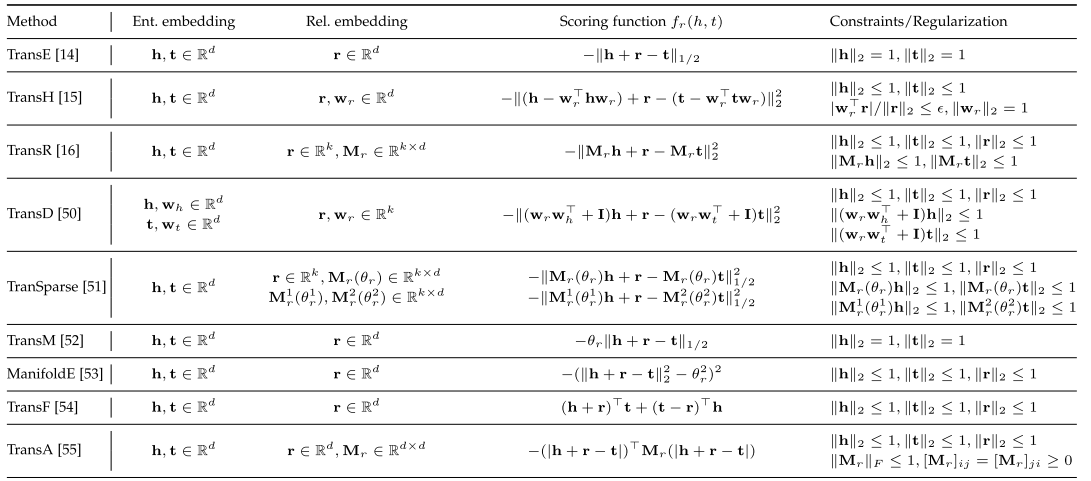 Method Ent. embedding Rel. embedding Scoring function f_r(h, t) Constraints/Regularization
TransE [14] h, t ∈ ℝ^d r ∈ ℝ^d −‖h + r − t‖_{1/2} ‖h‖_2 = 1, ‖t‖_2 = 1
TransH [15] h, t ∈ ℝ^d r, w_r ∈ ℝ^d −‖(h − w_r^⊤hw_r) + r − (t − w_r^⊤tw_r)‖_2^2 ‖h‖_2 ≤ 1, ‖t‖_2 ≤ 1
|w_r^⊤r|/‖r‖_2 ≤ ϵ, ‖w_r‖_2 = 1
TransR [16] h, t ∈ ℝ^d r ∈ ℝ^k, M_r ∈ ℝ^{k×d} −‖M_rh + r − M_rt‖_2^2 ‖h‖_2 ≤ 1, ‖t‖_2 ≤ 1, ‖r‖_2 ≤ 1
‖M_rh‖_2 ≤ 1, ‖M_rt‖_2 ≤ 1
TransD [50] h, w_h ∈ ℝ^d
t, w_t ∈ ℝ^d r, w_r ∈ ℝ^k −‖(w_rw_h^⊤ + I)h + r − (w_rw_t^⊤ + I)t‖_2^2 ‖h‖_2 ≤ 1, ‖t‖_2 ≤ 1, ‖r‖_2 ≤ 1
‖(w_rw_h^⊤ + I)h‖_2 ≤ 1
‖(w_rw_t^⊤ + I)t‖_2 ≤ 1
TranSparse [51] h, t ∈ ℝ^d r ∈ ℝ^k, M_r(θ_r) ∈ ℝ^{k×d}
M_r^1(θ_r^1), M_r^2(θ_r^2) ∈ ℝ^{k×d} −‖M_r(θ_r)h + r − M_r(θ_r)t‖_{1/2}^2
−‖M_r^1(θ_r^1)h + r − M_r^2(θ_r^2)t‖_{1/2}^2 ‖h‖_2 ≤ 1, ‖t‖_2 ≤ 1, ‖r‖_2 ≤ 1
‖M_r(θ_r)h‖_2 ≤ 1, ‖M_r(θ_r)t‖_2 ≤ 1
‖M_r^1(θ_r^1)h‖_2 ≤ 1, ‖M_r^2(θ_r^2)t‖_2 ≤ 1
TransM [52] h, t ∈ ℝ^d r ∈ ℝ^d −θ_r‖h + r − t‖_{1/2} ‖h‖_2 = 1, ‖t‖_2 = 1
ManifoldE [53] h, t ∈ ℝ^d r ∈ ℝ^d −(‖h + r − t‖_2^2 − θ_r^2)^2 ‖h‖_2 ≤ 1, ‖t‖_2 ≤ 1, ‖r‖_2 ≤ 1
TransF [54] h, t ∈ ℝ^d r ∈ ℝ^d (h + r)^⊤t + (t − r)^⊤h ‖h‖_2 ≤ 1, ‖t‖_2 ≤ 1, ‖r‖_2 ≤ 1
TransA [55] h, t ∈ ℝ^d r ∈ ℝ^d, M_r ∈ ℝ^{d×d} −(|h + r − t|)^⊤M_r(|h + r − t|) ‖h‖_2 ≤ 1, ‖t‖_2 ≤ 1, ‖r‖_2 ≤ 1
‖M_r‖_F ≤ 1, [M_r]_{ij} = [M_r]_{ji} ≥ 0